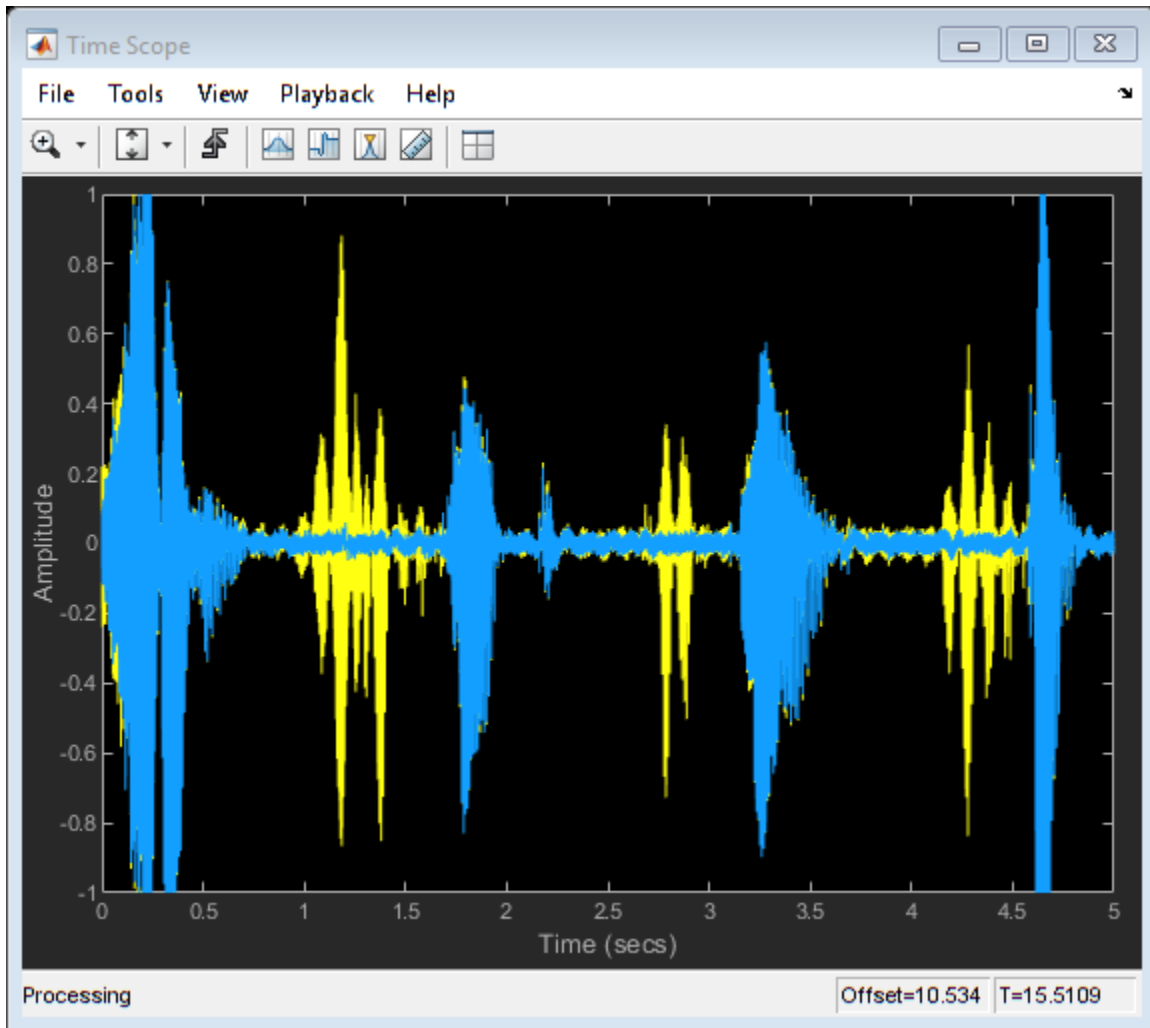 Time Scope
File Tools View Playback Help
1
0.8
0.6
0.4
0.2
0
-0.2
-0.4
-0.6
-0.8
-1
Amplitude
0 0.5 1 1.5 2 2.5 3 3.5 4 4.5 5
Time (secs)
Processing Offset=10.534 T=15.5109